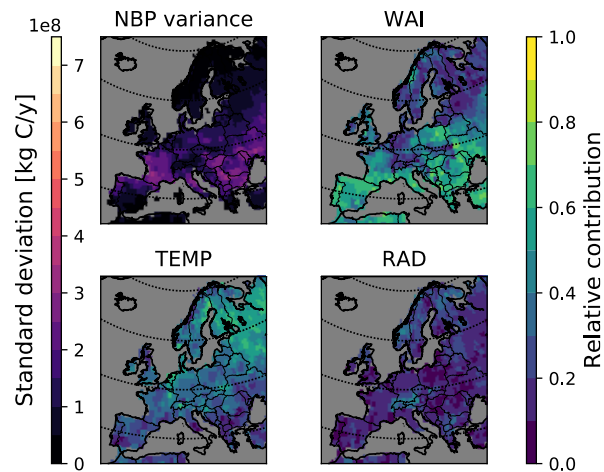 NBP variance
WAI
1e8
7
6
5
4
3
2
1
0
Standard deviation [kg C/y]
TEMP
RAD
1.0
0.8
0.6
0.4
0.2
0.0
Relative contribution